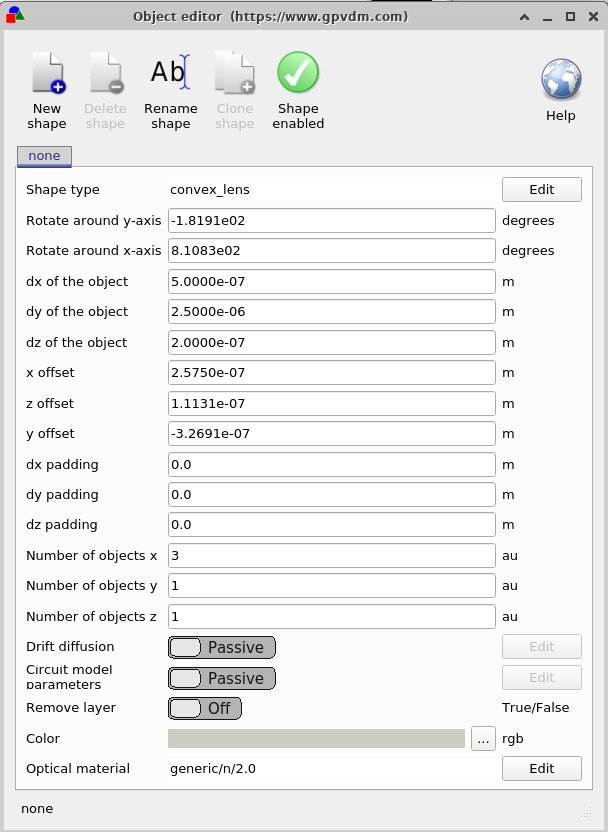 Object editor (https://www.gpvdm.com)
Ab
New shape
Delete shape
Rename shape
Clone shape
Shape enabled
Help
none
Shape type convex_lens Edit
Rotate around y-axis -1.8191e02 degrees
Rotate around x-axis 8.1083e02 degrees
dx of the object 5.0000e-07 m
dy of the object 2.5000e-06 m
dz of the object 2.0000e-07 m
x offset 2.5750e-07 m
z offset 1.1131e-07 m
y offset -3.2691e-07 m
dx padding 0.0 m
dy padding 0.0 m
dz padding 0.0 m
Number of objects x 3 au
Number of objects y 1 au
Number of objects z 1 au
Drift diffusion Passive Edit
Circuit model
parameters Passive Edit
Remove layer Off True/False
Color ... rgb
Optical material generic/n/2.0 Edit
none